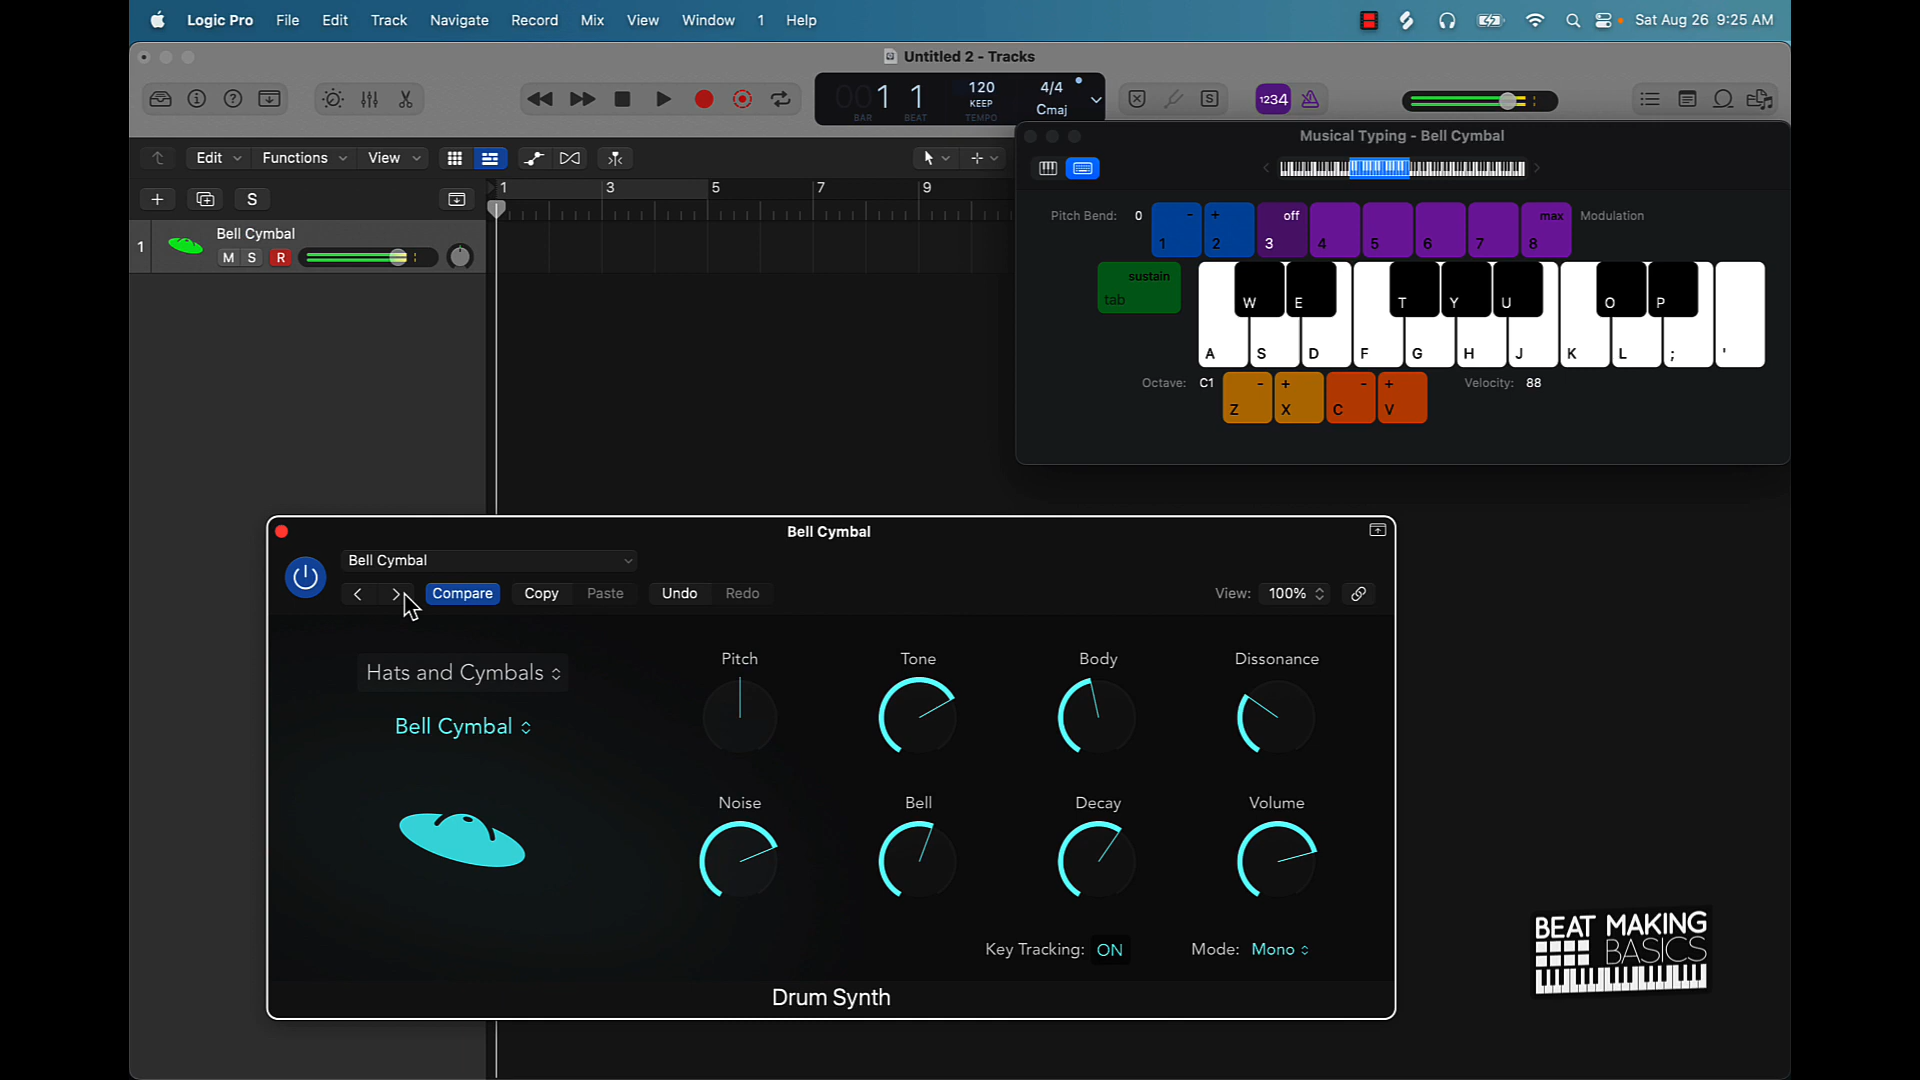 Logic Pro File Edit Track Navigate Record Mix View Window 1 Help Sat Aug 26 9:25 AM
Untitled 2 - Tracks
001 1 120 4/4
KEEP Cmaj
BAR BEAT TEMPO
S 1234
Musical Typing - Bell Cymbal
Edit Functions View
1 3 5 7 9
S
Pitch Bend: 0 - + off max Modulation
1 2 3 4 5 6 7 8
Bell Cymbal
1 M S R
sustain
tab
W E T Y U O P
A S D F G H J K L ; '
Octave: C1 - + - + Velocity: 88
Z X C V
Bell Cymbal
Bell Cymbal
Compare Copy Paste Undo Redo View: 100%
Hats and Cymbals
Bell Cymbal
Pitch Tone Body Dissonance
Noise Bell Decay Volume
Key Tracking: ON Mode: Mono
Drum Synth
BEAT MAKING
BASICS